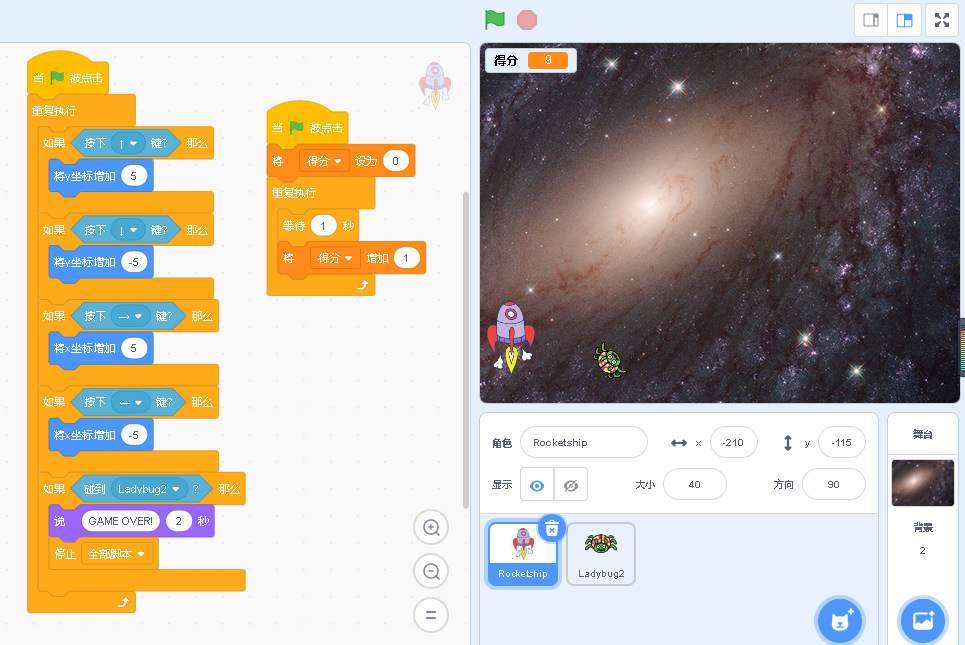 当 被点击
重复执行
如果 按下 ↑ 键? 那么
将y坐标增加 5
如果 按下 ↓ 键? 那么
将y坐标增加 -5
如果 按下 → 键? 那么
将x坐标增加 5
如果 按下 ← 键? 那么
将x坐标增加 -5
如果 碰到 Ladybug2 ? 那么
说 GAME OVER! 2 秒
停止 全部脚本
当 被点击
将 得分 设为 0
重复执行
等待 1 秒
将 得分 增加 1
得分 9
角色 Rocketship x -210 y -115
显示 大小 40 方向 90
Rocketship
Ladybug2
舞台
背景
2